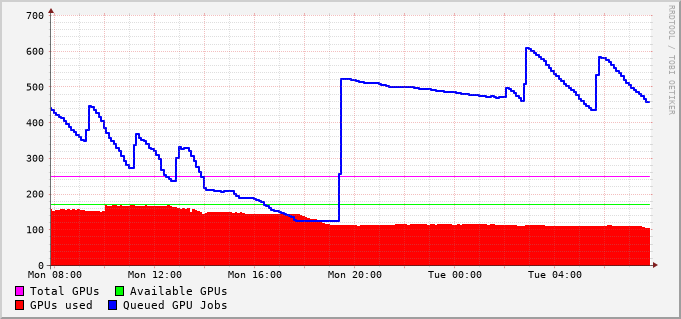 700
600
500
400
300
200
100
0
Mon 08:00 Mon 12:00 Mon 16:00 Mon 20:00 Tue 00:00 Tue 04:00
Total GPUs Available GPUs
GPUs used Queued GPU Jobs
RRDTOOL / TOBI OETIKER